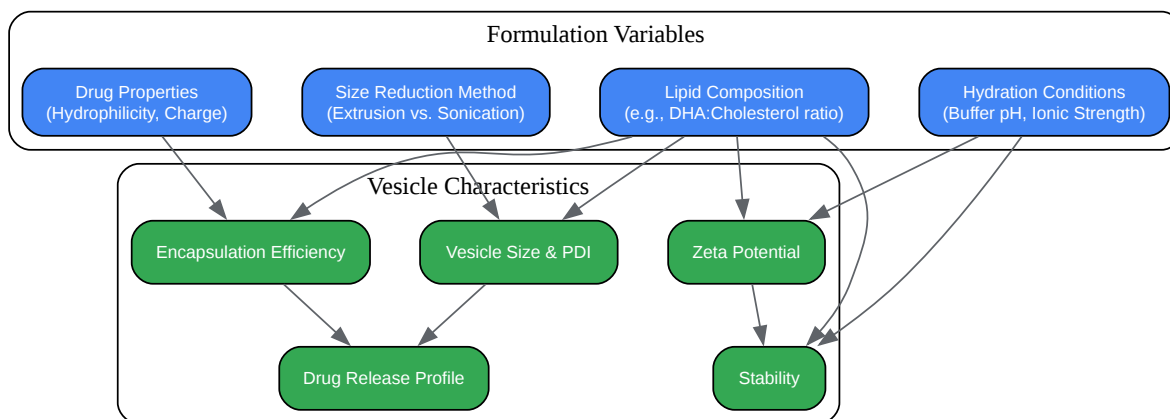 Formulation Variables
Drug Properties
(Hydrophilicity, Charge)
Size Reduction Method
(Extrusion vs. Sonication)
Lipid Composition
(e.g., DHA:Cholesterol ratio)
Hydration Conditions
(Buffer pH, Ionic Strength)
Vesicle Characteristics
Encapsulation Efficiency
Vesicle Size & PDI
Zeta Potential
Drug Release Profile
Stability